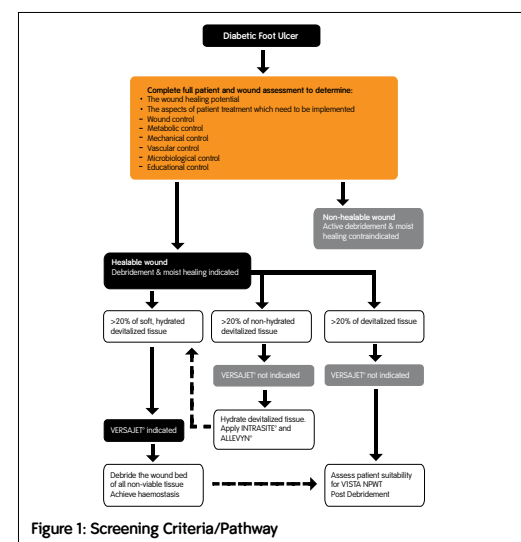 Diabetic Foot Ulcer
Complete full patient and wound assessment to determine:
• The wound healing potential
• The aspects of patient treatment which need to be implemented
– Wound control
– Metabolic control
– Mechanical control
– Vascular control
– Microbiological control
– Educational control
Non-healable wound
Active debridement & moist
healing contraindicated
Healable wound
Debridement & moist healing indicated
>20% of soft, hydrated
devitalized tissue
>20% of non-hydrated
devitalized tissue
>20% of devitalized tissue
VERSAJET® not indicated
VERSAJET® not indicated
Hydrate devitalized tissue.
Apply INTRASITE® and
ALLEVYN®
VERSAJET® indicated
Debride the wound bed
of all non-viable tissue
Achieve haemostasis
Assess patient suitability
for VISTA NPWT
Post Debridement
Figure 1: Screening Criteria/Pathway